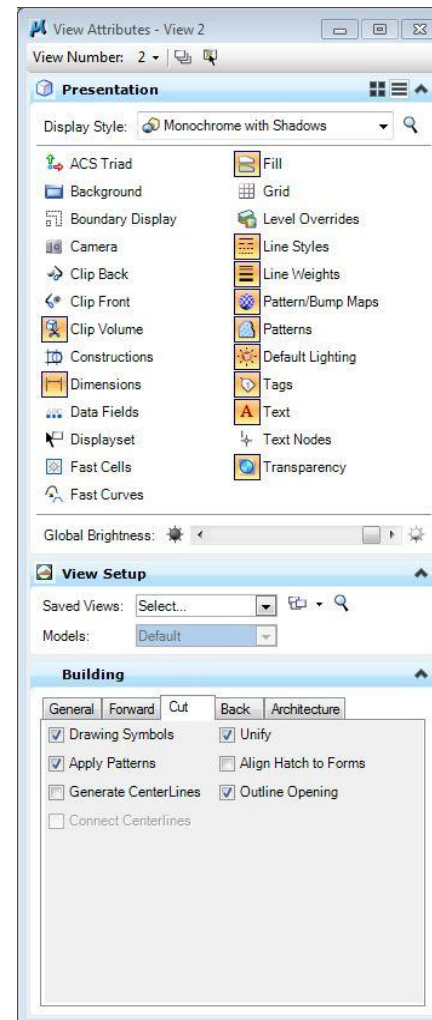 View Attributes - View 2
View Number: 2
Presentation
Display Style: Monochrome with Shadows
ACS Triad Fill
Background Grid
Boundary Display Level Overrides
Camera Line Styles
Clip Back Line Weights
Clip Front Pattern/Bump Maps
Clip Volume Patterns
Constructions Default Lighting
Dimensions Tags
Data Fields A Text
Displayset Text Nodes
Fast Cells Transparency
Fast Curves
Global Brightness:
View Setup
Saved Views: Select...
Models: Default
Building
General Forward Cut Back Architecture
Drawing Symbols Unify
Apply Patterns Align Hatch to Forms
Generate CenterLines Outline Opening
Connect Centerlines